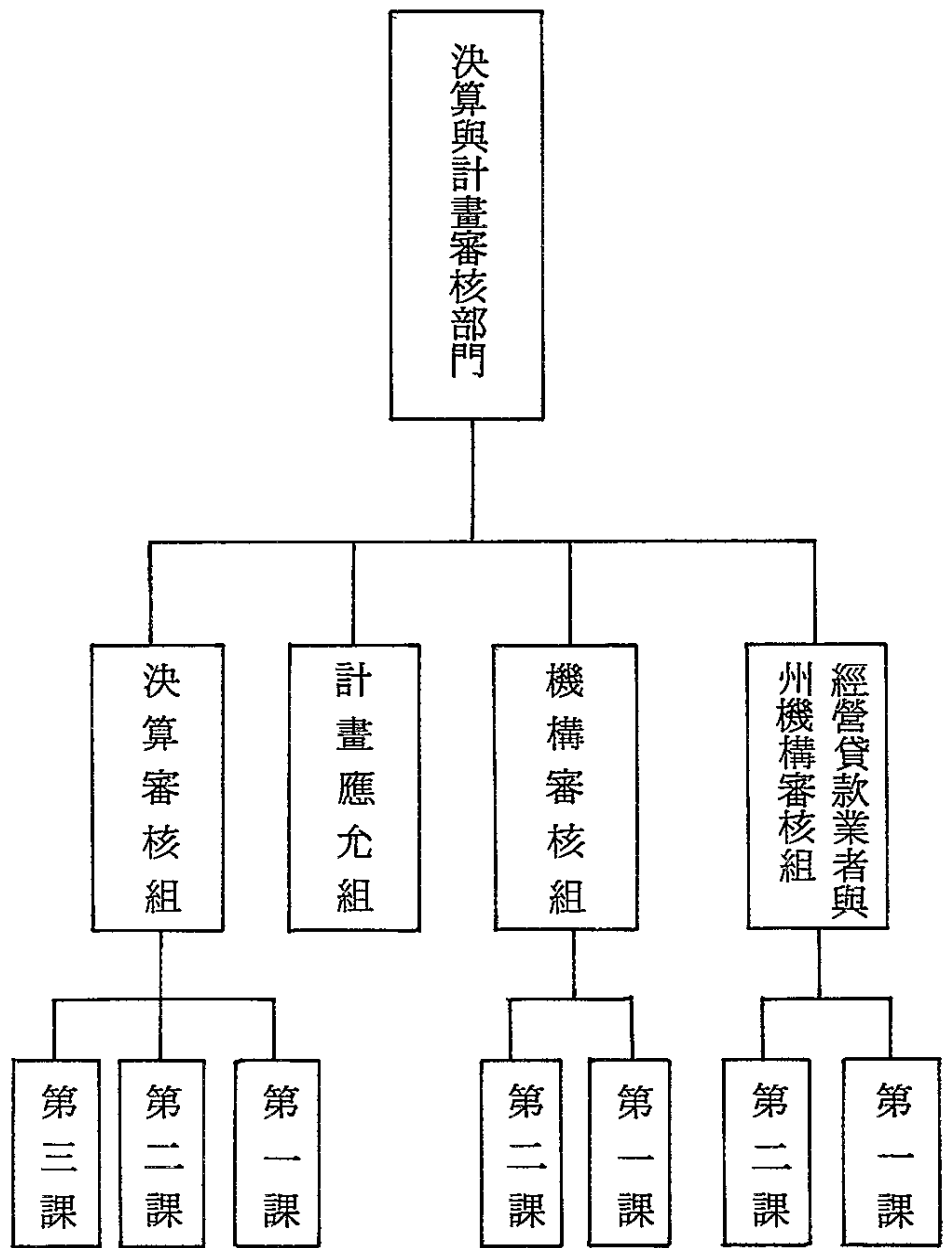 決算與計畫審核部門
經營貸款業者與
州機構審核組
機構審核組
計畫應允組
決算審核組
第一課
第二課
第一課
第二課
第一課
第二課
第三課